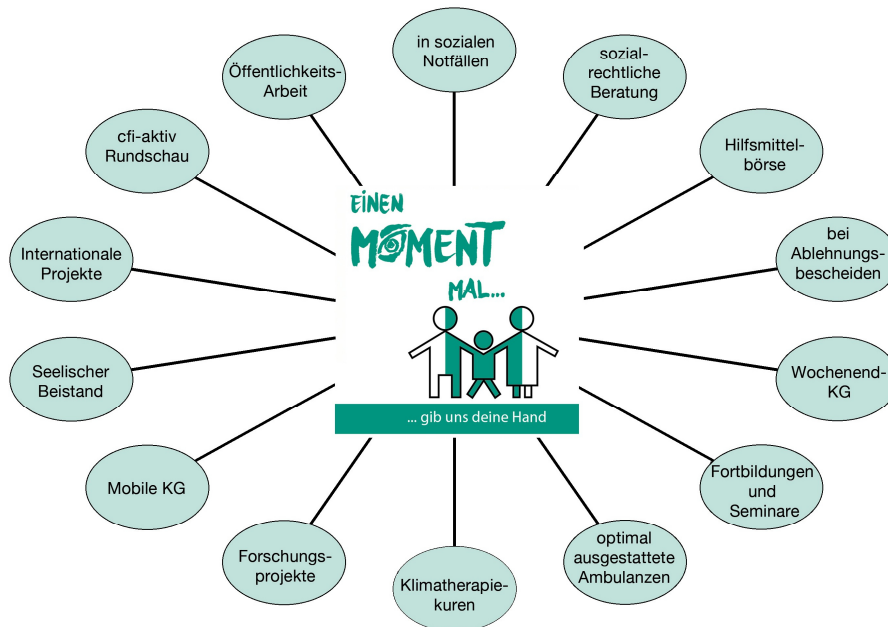 in sozialen
Notfällen
sozial-
rechtliche
Beratung
Hilfsmittel-
börse
bei
Ablehnungs-
bescheiden
Wochenend-
KG
Fortbildungen
und
Seminare
optimal
ausgestattete
Ambulanzen
Klimatherapie-
kuren
Forschungs-
projekte
Mobile KG
Seelischer
Beistand
Internationale
Projekte
cfi-aktiv
Rundschau
Öffentlichkeits-
Arbeit
EiNEN
MOMENT
MAL...
... gib uns deine Hand